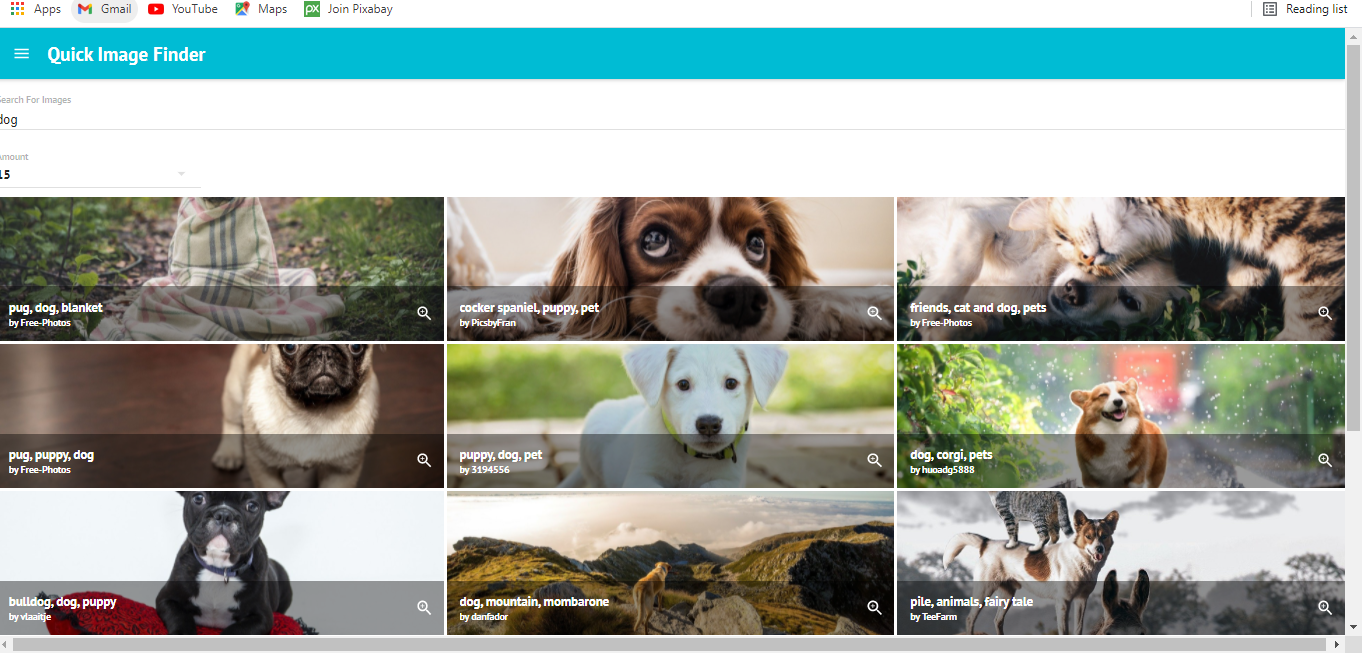 Apps Gmail YouTube Maps Join Pixabay Reading list
Quick Image Finder
Search For Images
dog
Amount
15
pug, dog, blanket
by Free-Photos
cocker spaniel, puppy, pet
by PicsbyFran
friends, cat and dog, pets
by Free-Photos
pug, puppy, dog
by Free-Photos
puppy, dog, pet
by 3194556
dog, corgi, pets
by huoadg5888
bulldog, dog, puppy
by vlaaitje
dog, mountain, mombarone
by danfador
pile, animals, fairy tale
by TeeFarm